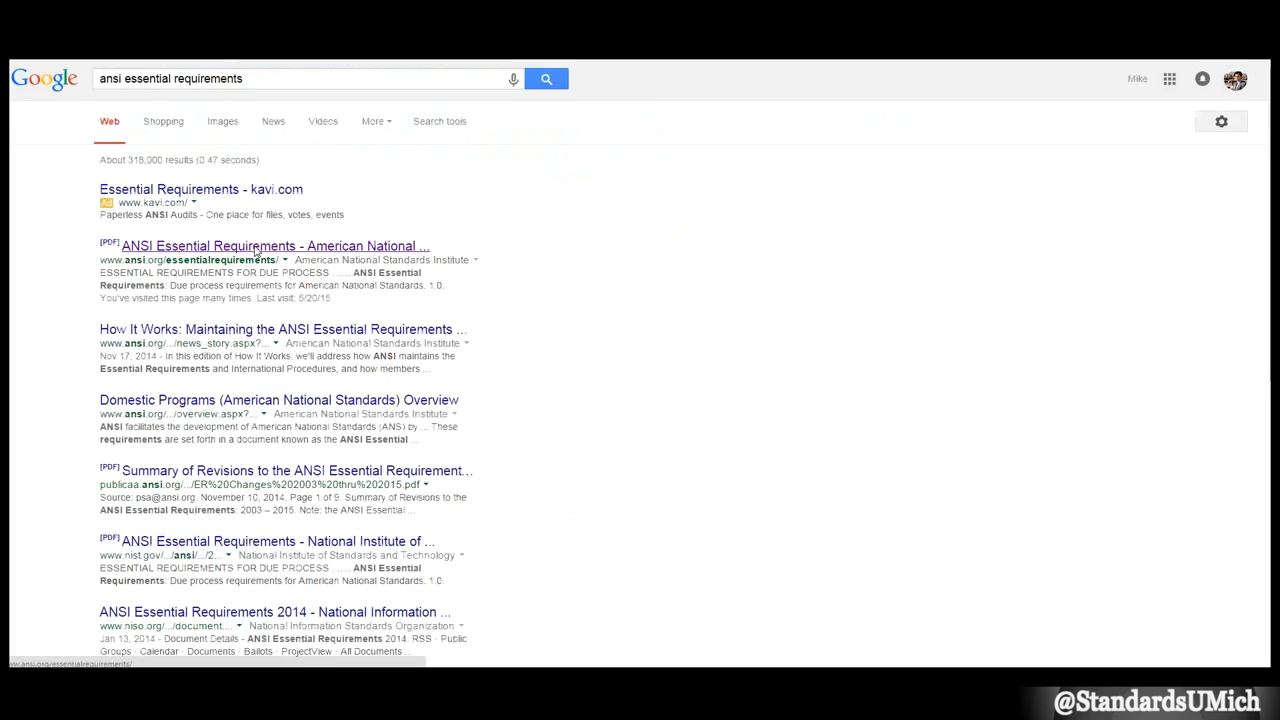 Google
ansi essential requirements
Mike
Web Shopping Images News Videos More Search tools
About 318,000 results (0.47 seconds)
Essential Requirements - kavi.com
Ad www.kavi.com/
Paperless ANSI Audits - One place for files, votes, events
[PDF] ANSI Essential Requirements - American National ...
www.ansi.org/essentialrequirements/ American National Standards Institute
ESSENTIAL REQUIREMENTS FOR DUE PROCESS ...... ANSI Essential
Requirements: Due process requirements for American National Standards. 1.0.
You've visited this page many times. Last visit: 5/20/15
How It Works: Maintaining the ANSI Essential Requirements ...
www.ansi.org/.../news_story.aspx?... American National Standards Institute
Nov 17, 2014 - In this edition of How It Works, we'll address how ANSI maintains the
Essential Requirements and International Procedures, and how members ...
Domestic Programs (American National Standards) Overview
www.ansi.org/.../overview.aspx?... American National Standards Institute
ANSI facilitates the development of American National Standards (ANS) by ... These
requirements are set forth in a document known as the ANSI Essential ...
[PDF] Summary of Revisions to the ANSI Essential Requirement...
publicaa.ansi.org/.../ER%20Changes%202003%20thru%202015.pdf
Source: psa@ansi.org. November 10, 2014. Page 1 of 9. Summary of Revisions to the
ANSI Essential Requirements: 2003 – 2015. Note: the ANSI Essential ...
[PDF] ANSI Essential Requirements - National Institute of ...
www.nist.gov/.../ansi/.../2... National Institute of Standards and Technology
ESSENTIAL REQUIREMENTS FOR DUE PROCESS ...... ANSI Essential
Requirements: Due process requirements for American National Standards. 1.0.
ANSI Essential Requirements 2014 - National Information ...
www.niso.org/.../document.... National Information Standards Organization
Jan 13, 2014 - Document Details - ANSI Essential Requirements 2014. RSS · Public
Groups · Calendar · Documents · Ballots · ProjectView · All Documents ...
ww.ansi.org/essentialrequirements/
@StandardsUMich